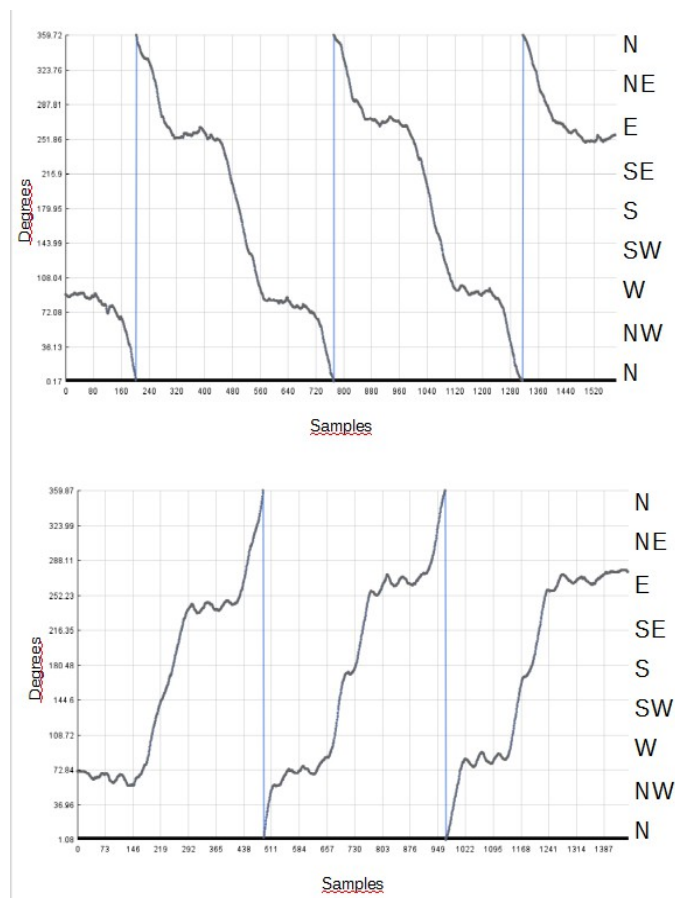 359.72
N
323.76
NE
287.81
E
251.86
SE
215.9
S
179.95
SW
143.99
W
108.04
72.08
NW
36.13
N
0.17
Degrees
0 80 160 240 320 400 480 560 640 720 800 880 960 1040 1120 1200 1280 1360 1440 1520
Samples
359.87
N
323.99
NE
288.11
E
252.23
SE
216.35
S
180.48
SW
144.6
W
108.72
72.84
NW
36.96
N
1.08
Degrees
0 73 146 219 292 365 438 511 584 657 730 803 876 949 1022 1095 1168 1241 1314 1387
Samples